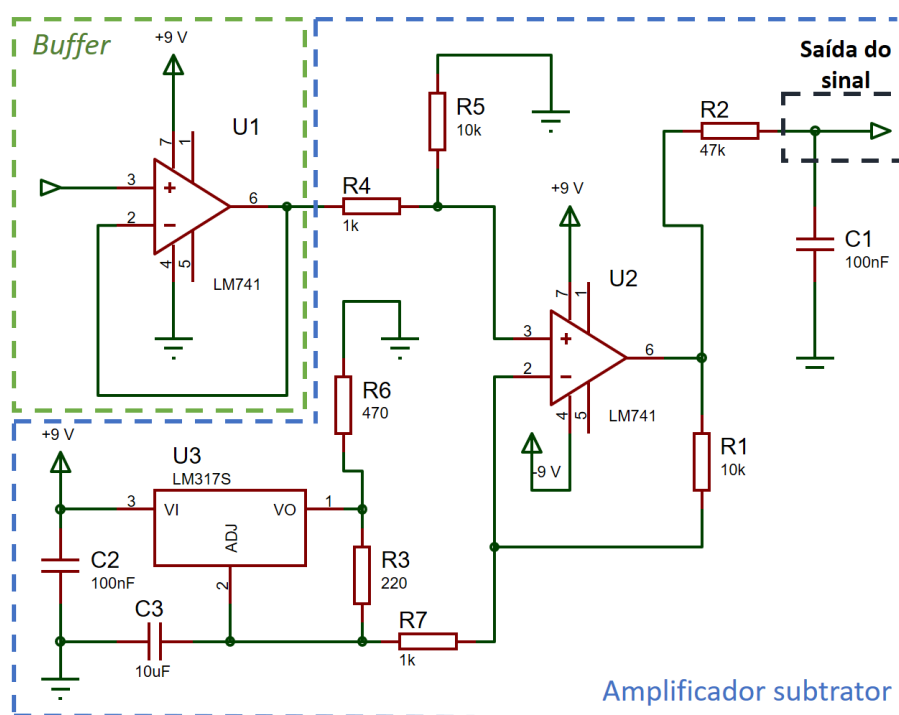 Buffer
+9 V
U1
7
1
3
2
6
4
5
LM741
R4
1k
R5
10k
Saída do
sinal
R2
47k
C1
100nF
+9 V
U2
7
1
3
2
6
4
5
LM741
-9 V
R1
10k
R6
470
+9 V
U3
LM317S
3
VI
VO
1
ADJ
2
C2
100nF
R3
220
C3
10uF
R7
1k
Amplificador subtrator